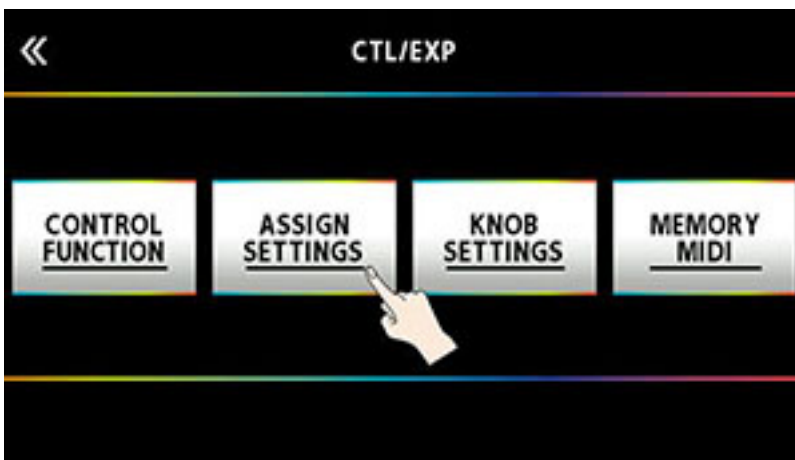 CTL/EXP
CONTROL
FUNCTION
ASSIGN
SETTINGS
KNOB
SETTINGS
MEMORY
MIDI